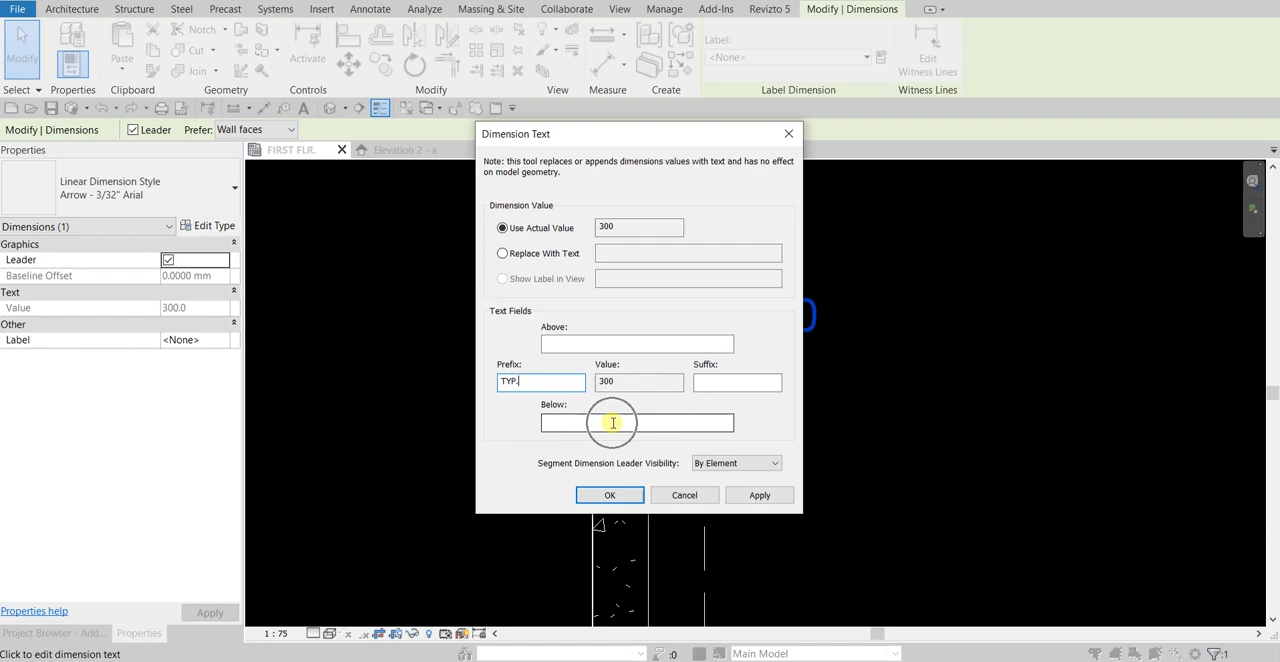 File Architecture Structure Steel Precast Systems Insert Annotate Analyze Massing & Site Collaborate View Manage Add-Ins Revizto 5 Modify | Dimensions
Modify
Paste
Notch
Cut
Join
Activate
Label:
<None>
Edit
Witness Lines
Select Properties Clipboard Geometry Controls Modify View Measure Create Label Dimension Witness Lines
Modify | Dimensions Leader Prefer: Wall faces
Properties
FIRST FLR.
Elevation 2 - a
Linear Dimension Style
Arrow - 3/32" Arial
Dimensions (1)
Edit Type
Graphics
Leader
Baseline Offset 0.0000 mm
Text
Value 300.0
Other
Label <None>
Properties help
Apply
Project Browser - Add... Properties
Click to edit dimension text
Dimension Text
Note: this tool replaces or appends dimensions values with text and has no effect
on model geometry.
Dimension Value
Use Actual Value 300
Replace With Text
Show Label in View
Text Fields
Above:
Prefix: Value: Suffix:
TYP. 300
Below:
Segment Dimension Leader Visibility: By Element
OK Cancel Apply
1 : 75
:0
Main Model
:1